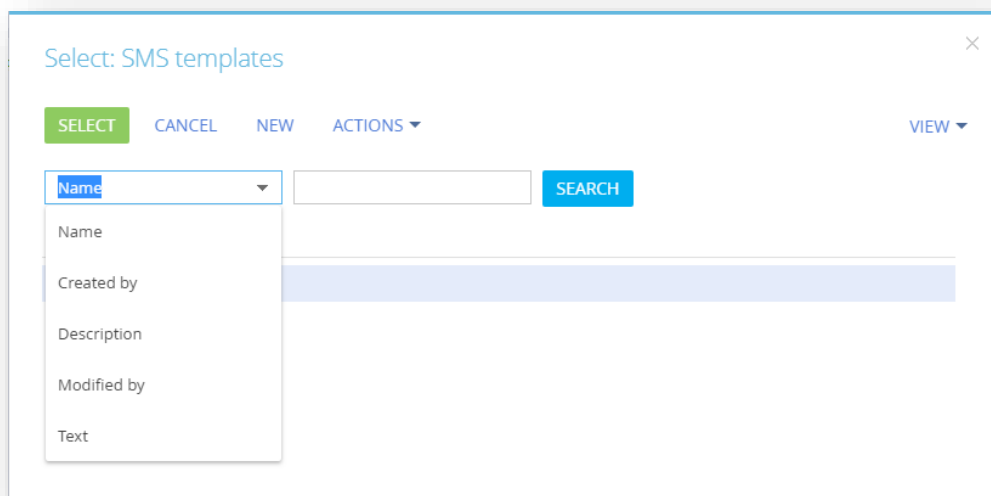 Select: SMS templates
SELECT CANCEL NEW ACTIONS VIEW
Name SEARCH
Name
Created by
Description
Modified by
Text